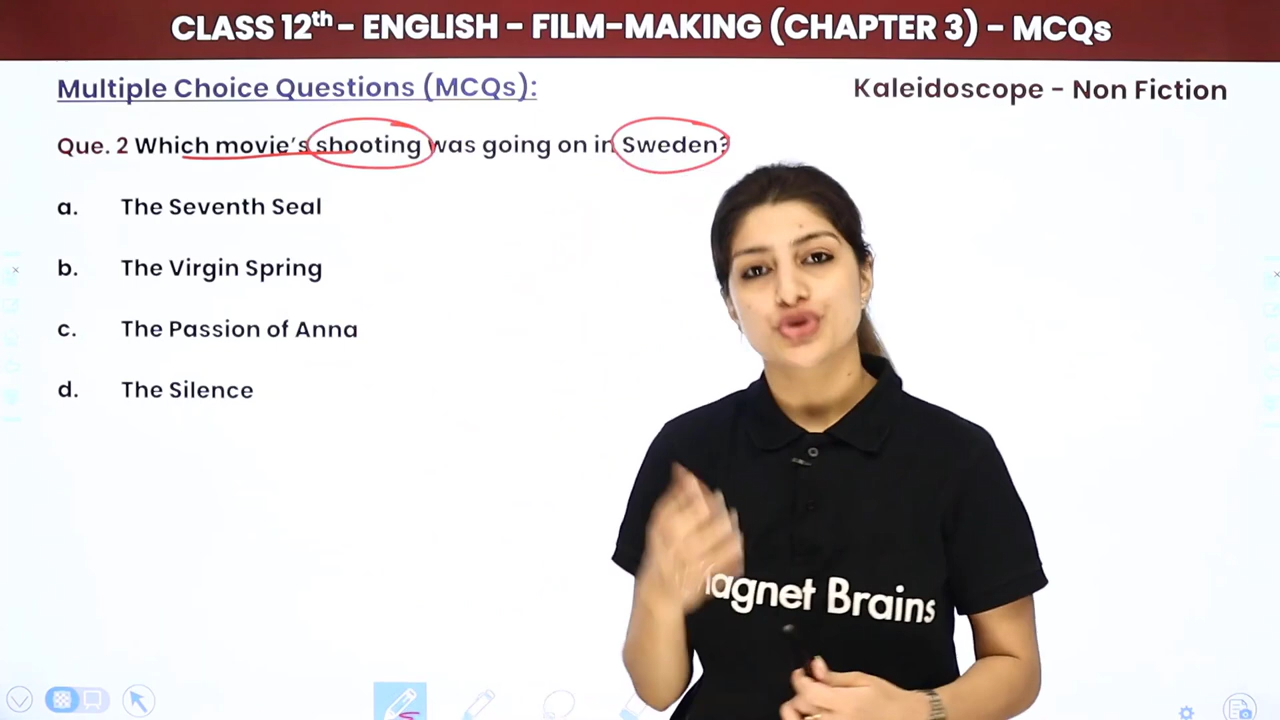 CLASS 12th - ENGLISH - FILM-MAKING (CHAPTER 3) - MCQs
Multiple Choice Questions (MCQs):
Kaleidoscope - Non Fiction
Que. 2 Which movie's shooting was going on in Sweden?
a. The Seventh Seal
b. The Virgin Spring
c. The Passion of Anna
d. The Silence
agnet Brains